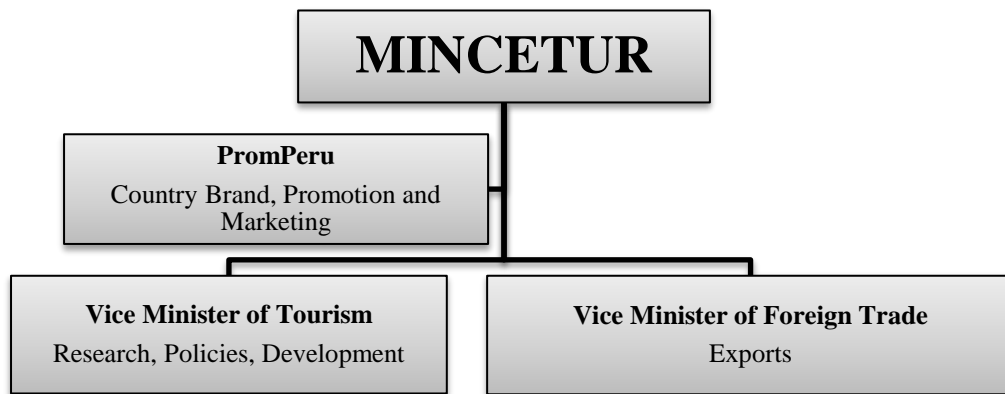 MINCETUR
PromPeru
Country Brand, Promotion and
Marketing
Vice Minister of Tourism
Research, Policies, Development
Vice Minister of Foreign Trade
Exports